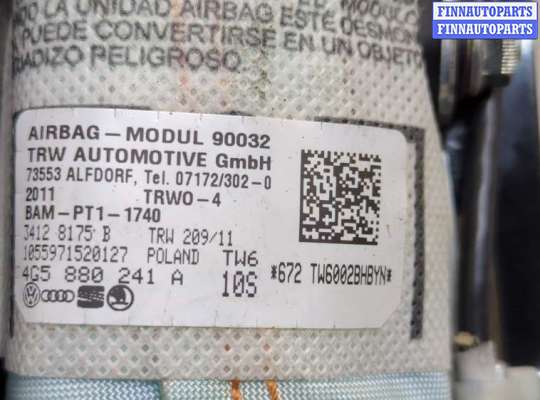 FINNAUTOPARTS
FINNAUTOPARTS
LA UNIDAD AIRBAG MODULO
PUEDE CONVERTIRSE EN UN OBJETO ESTE
PELIGROSO.
AIRBAG – MODUL 90032
TRW AUTOMOTIVE GmbH
73553 ALFDORF, Tel. 07172/302-0
2011 TRWO-4
BAM-PT1-1740
3412 8175 B TRW 209/11
1055971520127 POLAND TW6
4G5 880 241 A 10S *672 TW6002BHBYN*